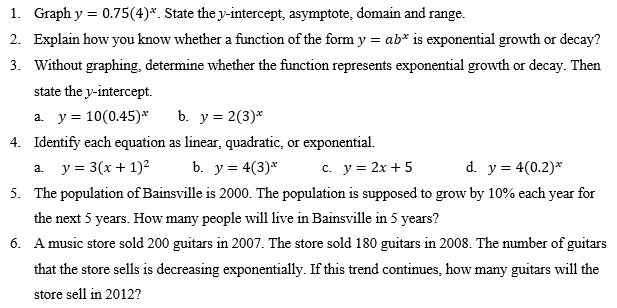 1. Graph y = 0.75(4)ˣ. State the y-intercept, asymptote, domain and range.
2. Explain how you know whether a function of the form y = abˣ is exponential growth or decay?
3. Without graphing, determine whether the function represents exponential growth or decay. Then
state the y-intercept.
a. y = 10(0.45)ˣ b. y = 2(3)ˣ
4. Identify each equation as linear, quadratic, or exponential.
a. y = 3(x + 1)² b. y = 4(3)ˣ c. y = 2x + 5 d. y = 4(0.2)ˣ
5. The population of Bainsville is 2000. The population is supposed to grow by 10% each year for
the next 5 years. How many people will live in Bainsville in 5 years?
6. A music store sold 200 guitars in 2007. The store sold 180 guitars in 2008. The number of guitars
that the store sells is decreasing exponentially. If this trend continues, how many guitars will the
store sell in 2012?